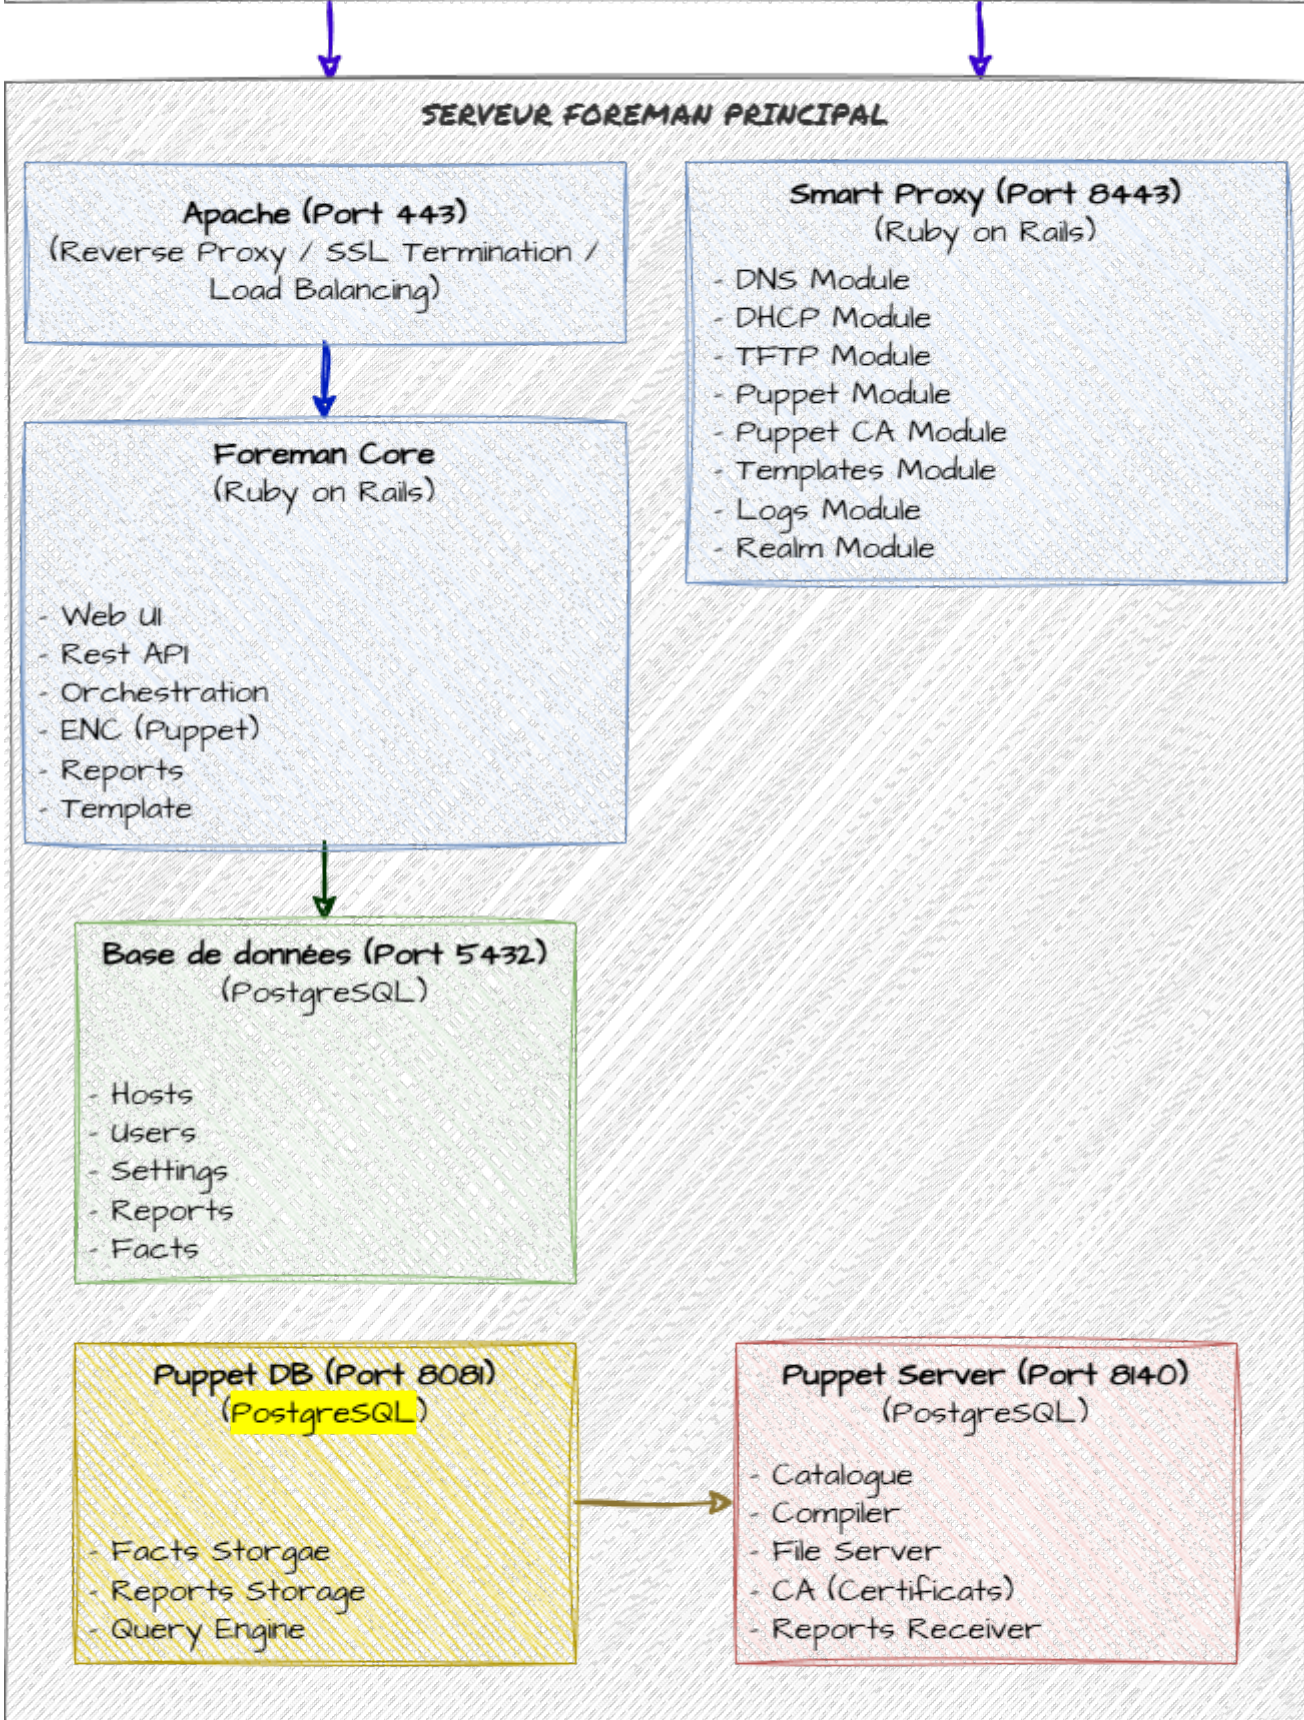 SERVEUR FOREMAN PRINCIPAL
Apache (Port 443)
(Reverse Proxy / SSL Termination /
Load Balancing)
Smart Proxy (Port 8443)
(Ruby on Rails)
- DNS Module
- DHCP Module
- TFTP Module
- Puppet Module
- Puppet CA Module
- Templates Module
- Logs Module
- Realm Module
Foreman Core
(Ruby on Rails)
- Web UI
- Rest API
- Orchestration
- ENC (Puppet)
- Reports
- Template
Base de données (Port 5432)
(PostgreSQL)
- Hosts
- Users
- Settings
- Reports
- Facts
Puppet DB (Port 8081)
(PostgreSQL)
- Facts Storgae
- Reports Storage
- Query Engine
Puppet Server (Port 8140)
(PostgreSQL)
- Catalogue
- Compiler
- File Server
- CA (Certificats)
- Reports Receiver